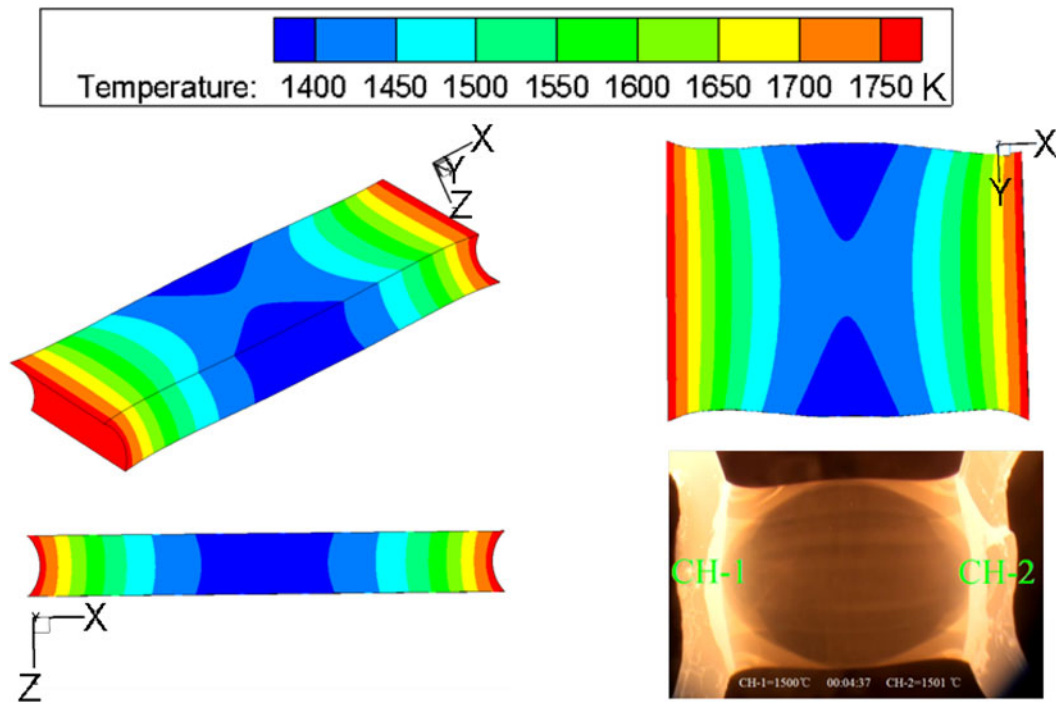 Temperature: 1400 1450 1500 1550 1600 1650 1700 1750 K
X
Y
Z
X
Y
CH-1 CH-2
X
Z
CH-1=1500℃ 00:04:37 CH-2=1501 ℃